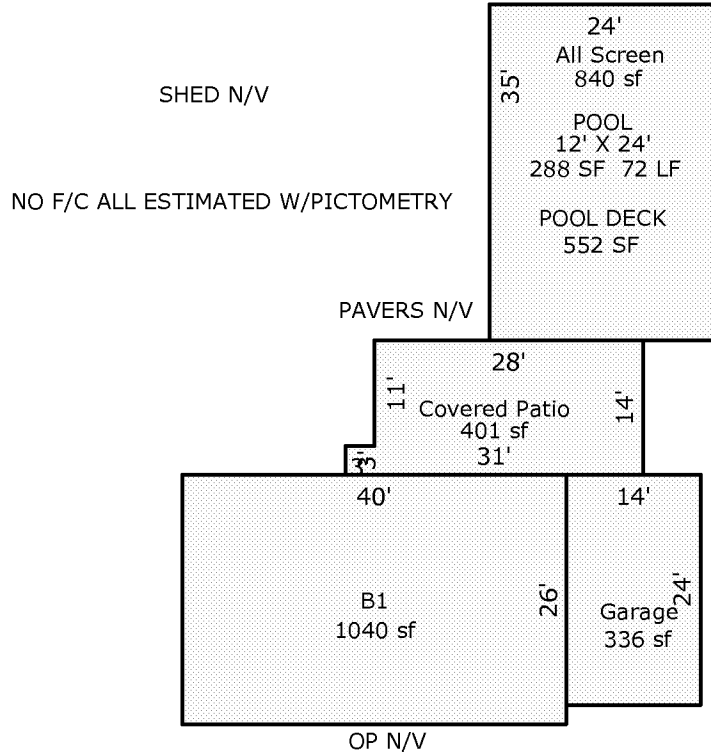 24'
All Screen
840 sf
35'
SHED N/V
POOL
12' X 24'
288 SF 72 LF
NO F/C ALL ESTIMATED W/PICTOMETRY
POOL DECK
552 SF
PAVERS N/V
28'
11'
Covered Patio
401 sf
14'
3'
3'
31'
40'
14'
B1
1040 sf
26'
24'
Garage
336 sf
OP N/V